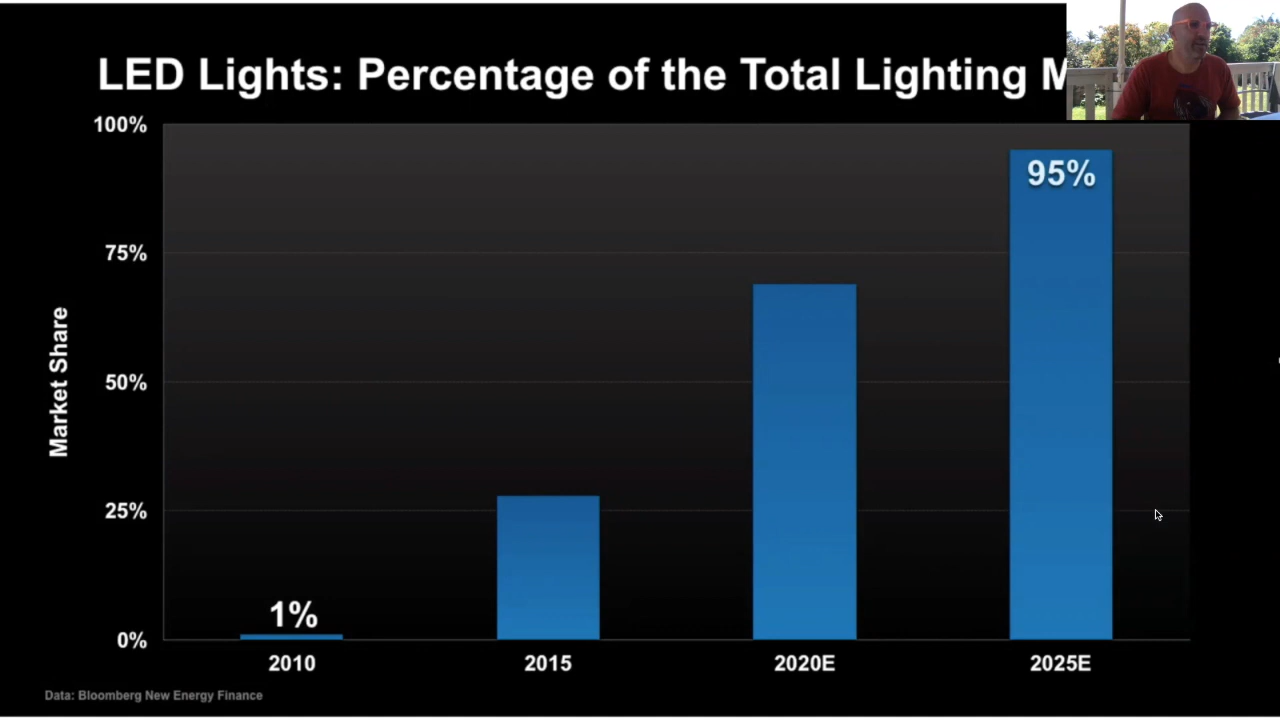 LED Lights: Percentage of the Total Lighting
100%
95%
75%
Market Share
50%
25%
1%
0%
2010
2015
2020E
2025E
Data: Bloomberg New Energy Finance